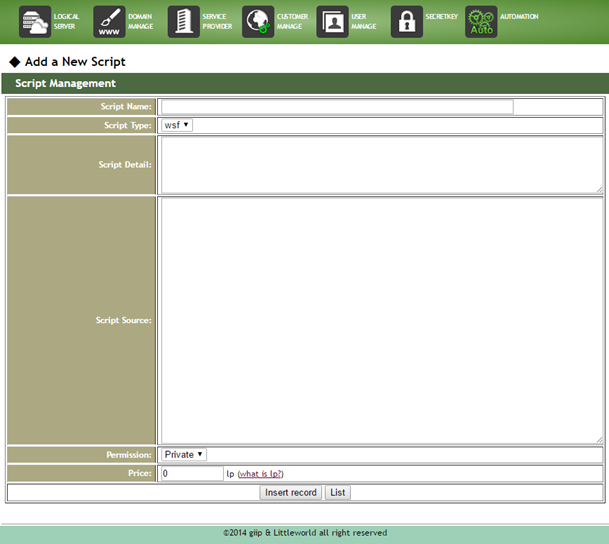 LOGICAL SERVER
DOMAIN MANAGE
SERVICE PROVIDER
CUSTOMER MANAGE
USER MANAGE
SECRETKEY
AUTOMATION
www
Auto
◆ Add a New Script
Script Management
Script Name:
Script Type: wsf
Script Detail:
Script Source:
Permission: Private
Price: 0 lp (what is lp?)
Insert record List
©2014 giip & Littleworld all right reserved